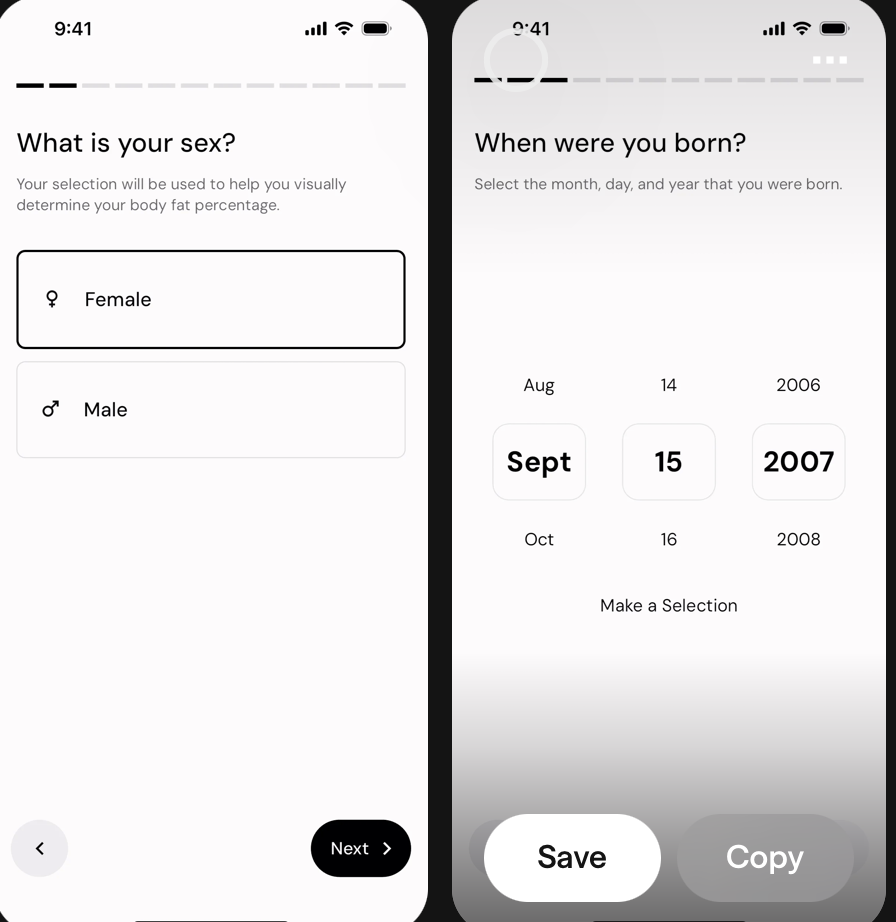 9:41
What is your sex?
Your selection will be used to help you visually
determine your body fat percentage.
♀ Female
♂ Male
Next
9:41
When were you born?
Select the month, day, and year that you were born.
Aug 14 2006
Sept 15 2007
Oct 16 2008
Make a Selection
Save Copy